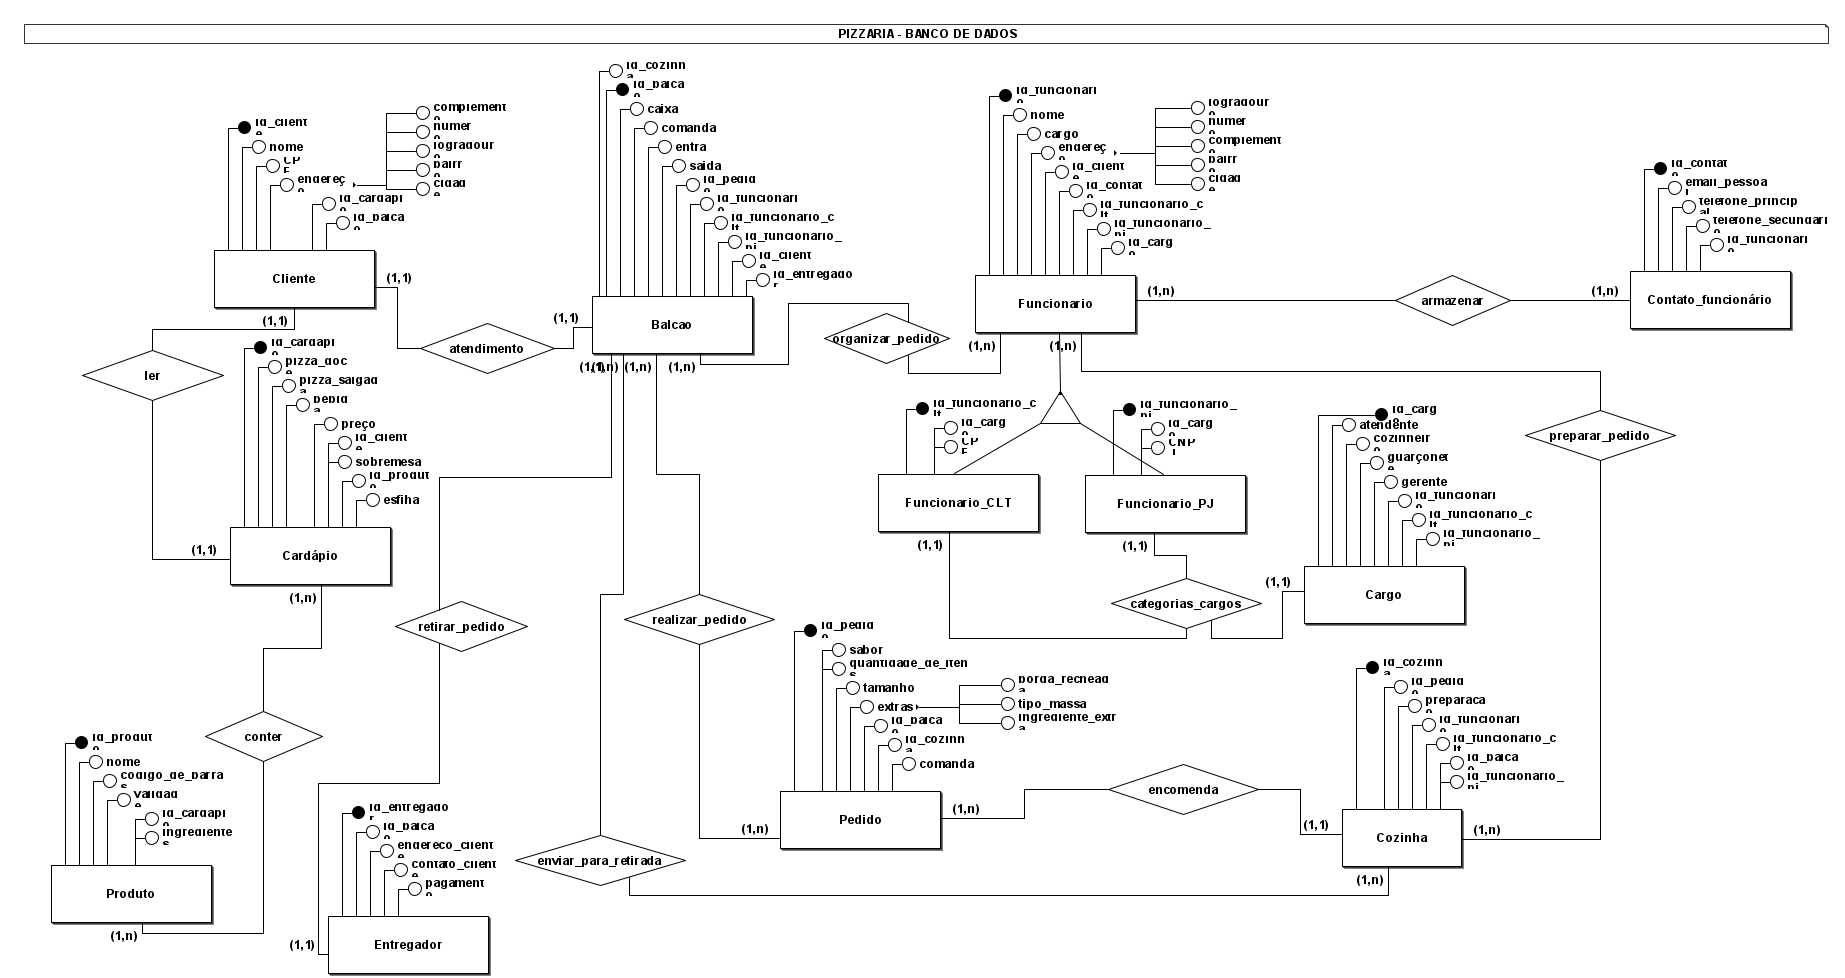 PIZZARIA - BANCO DE DADOS
id_cliente
nome
CPF
endereço
complemento
numero
logradouro
bairro
cidade
id_cardapio
id_balcao
Cliente
(1,1)
(1,1)
ler
atendimento
(1,1)
id_cozinha
id_balcao
caixa
comanda
entra
saida
id_pedido
id_funcionario
id_funcionario_clt
id_funcionario_pj
id_cliente
id_entregador
Balcao
(1,n)
(1,n)
(1,n)
organizar_pedido
id_funcionario
nome
cargo
endereço
logradouro
numero
complemento
bairro
cidade
id_cliente
id_contato
id_funcionario_clt
id_funcionario_pj
id_cargo
Funcionario
(1,n)
(1,n)
(1,n)
armazenar
(1,n)
id_contato
email_pessoal
telefone_principal
telefone_secundari
id_funcionario
Contato_funcionário
id_cardapio
pizza_doce
pizza_salgada
bebida
preço
id_cliente
sobremesa
id_produto
esfiha
Cardápio
(1,1)
(1,n)
id_funcionario_clt
id_cargo
CPF
Funcionario_CLT
(1,1)
id_funcionario_pj
id_cargo
CNPJ
Funcionario_PJ
(1,1)
categorias_cargos
(1,1)
id_cargo
atendente
cozinheiro
guarçonete
gerente
id_funcionario
id_funcionario_clt
id_funcionario_pj
Cargo
preparar_pedido
retirar_pedido
realizar_pedido
conter
enviar_para_retirada
id_pedido
sabor
quantidade_de_itens
tamanho
extras
borda_recheada
tipo_massa
ingrediente_extra
id_balcao
id_cozinha
comanda
Pedido
(1,n)
(1,n)
encomenda
(1,1)
id_cozinha
id_pedido
preparacao
id_funcionario
id_funcionario_clt
id_balcao
id_funcionario_pj
Cozinha
(1,n)
(1,n)
id_produto
nome
codigo_de_barras
validade
id_cardapio
ingredientes
Produto
(1,n)
id_entregador
id_balcao
endereco_cliente
contato_cliente
pagamento
Entregador
(1,1)